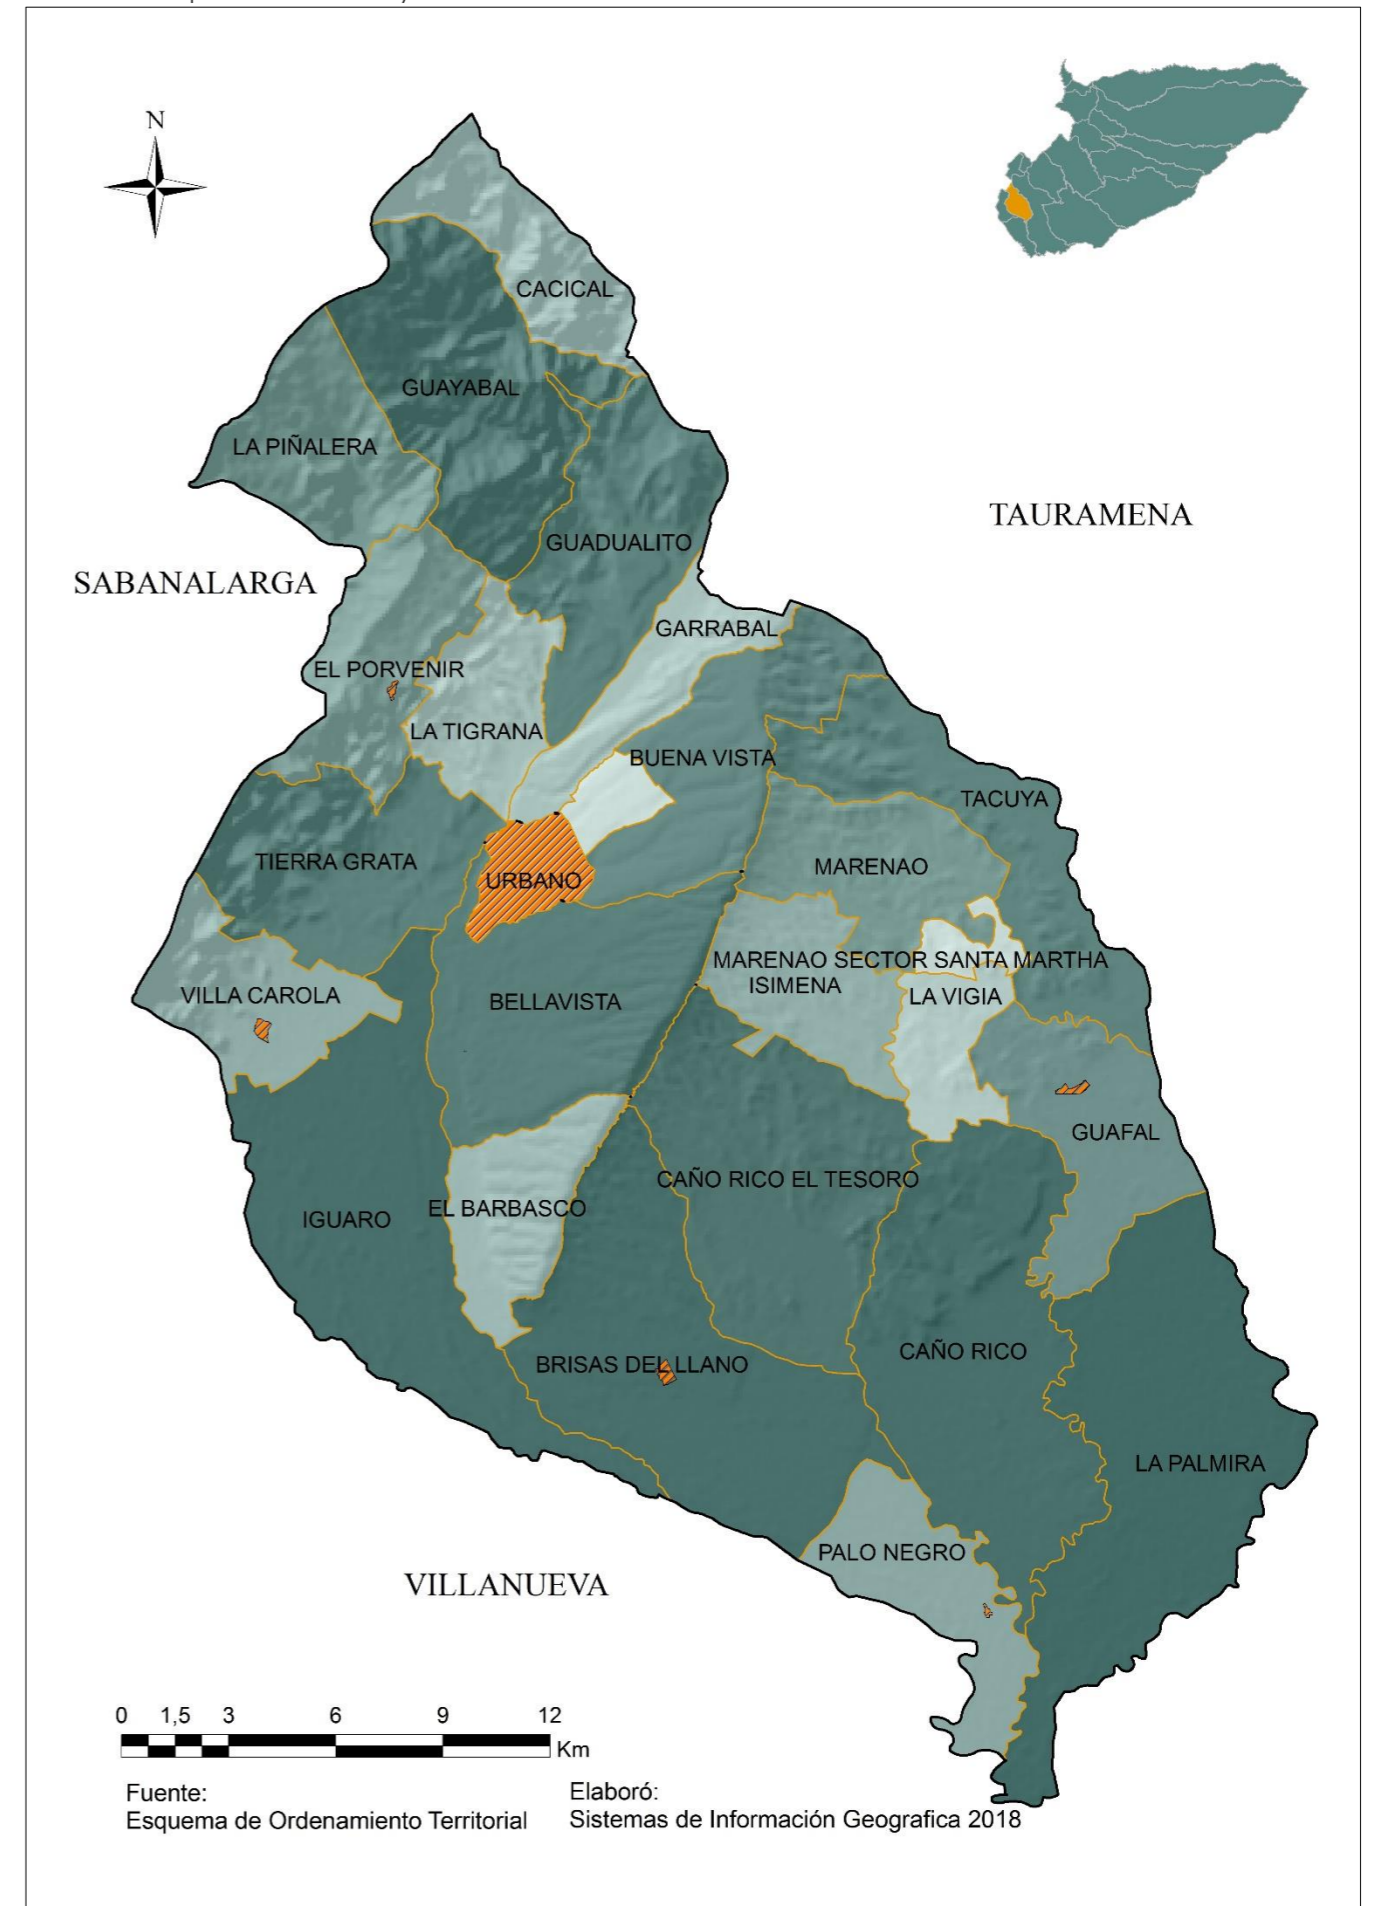 N
CACICAL
GUAYABAL
LA PIÑALERA
TAURAMENA
GUADUALITO
SABANALARGA
GARRABAL
EL PORVENIR
LA TIGRANA
BUENA VISTA
TACUYA
TIERRA GRATA
MARENAO
URBANO
MARENAO SECTOR SANTA MARTHA
ISIMENA
VILLA CAROLA
BELLAVISTA
LA VIGIA
GUAFAL
CAÑO RICO EL TESORO
EL BARBASCO
IGUARO
CAÑO RICO
BRISAS DEL LLANO
LA PALMIRA
PALO NEGRO
VILLANUEVA
0 1,5 3 6 9 12
Km
Fuente:
Esquema de Ordenamiento Territorial
Elaboró:
Sistemas de Información Geografica 2018